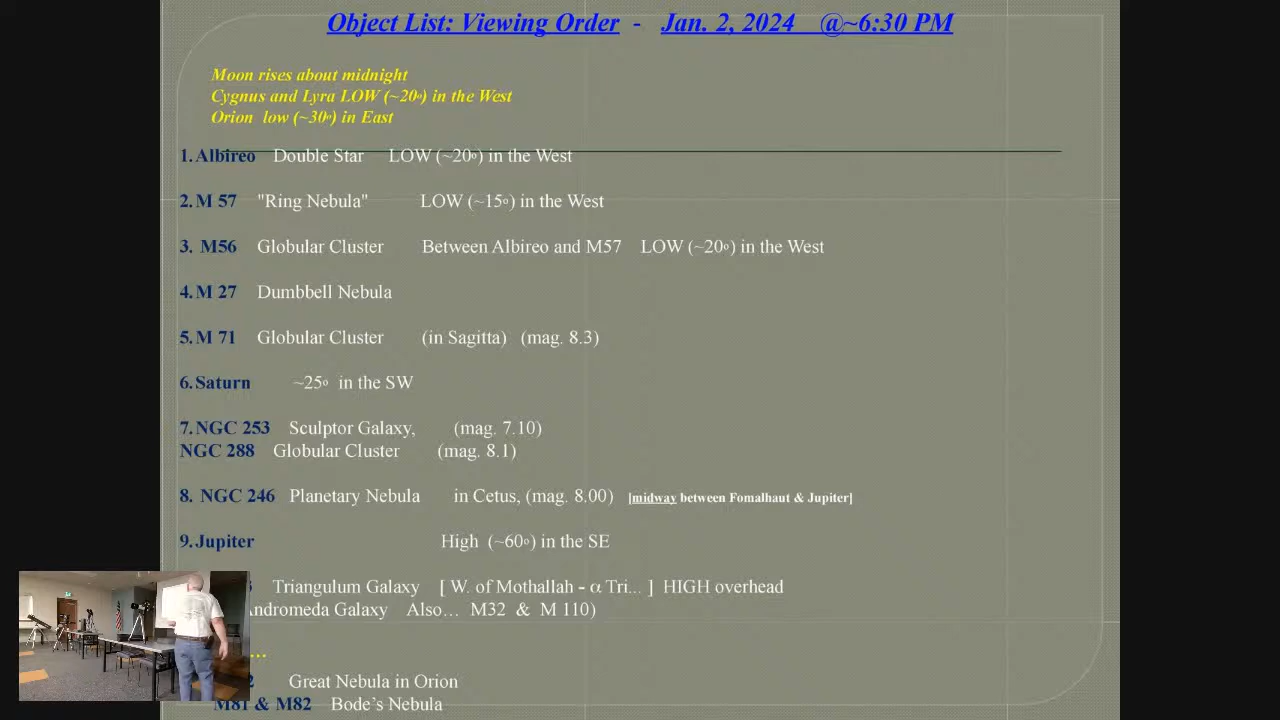 Object List: Viewing Order - Jan. 2, 2024 @~6:30 PM
Moon rises about midnight
Cygnus and Lyra LOW (~20º) in the West
Orion low (~30º) in East
1. Albireo Double Star LOW (~20º) in the West
2. M 57 "Ring Nebula" LOW (~15º) in the West
3. M56 Globular Cluster Between Albireo and M57 LOW (~20º) in the West
4. M 27 Dumbbell Nebula
5. M 71 Globular Cluster (in Sagitta) (mag. 8.3)
6. Saturn ~25º in the SW
7. NGC 253 Sculptor Galaxy, (mag. 7.10)
NGC 288 Globular Cluster (mag. 8.1)
8. NGC 246 Planetary Nebula in Cetus, (mag. 8.00) [midway between Fomalhaut & Jupiter]
9. Jupiter High (~60º) in the SE
Triangulum Galaxy [ W. of Mothallah - α Tri... ] HIGH overhead
Andromeda Galaxy Also… M32 & M 110)
...
Great Nebula in Orion
M81 & M82 Bode's Nebula